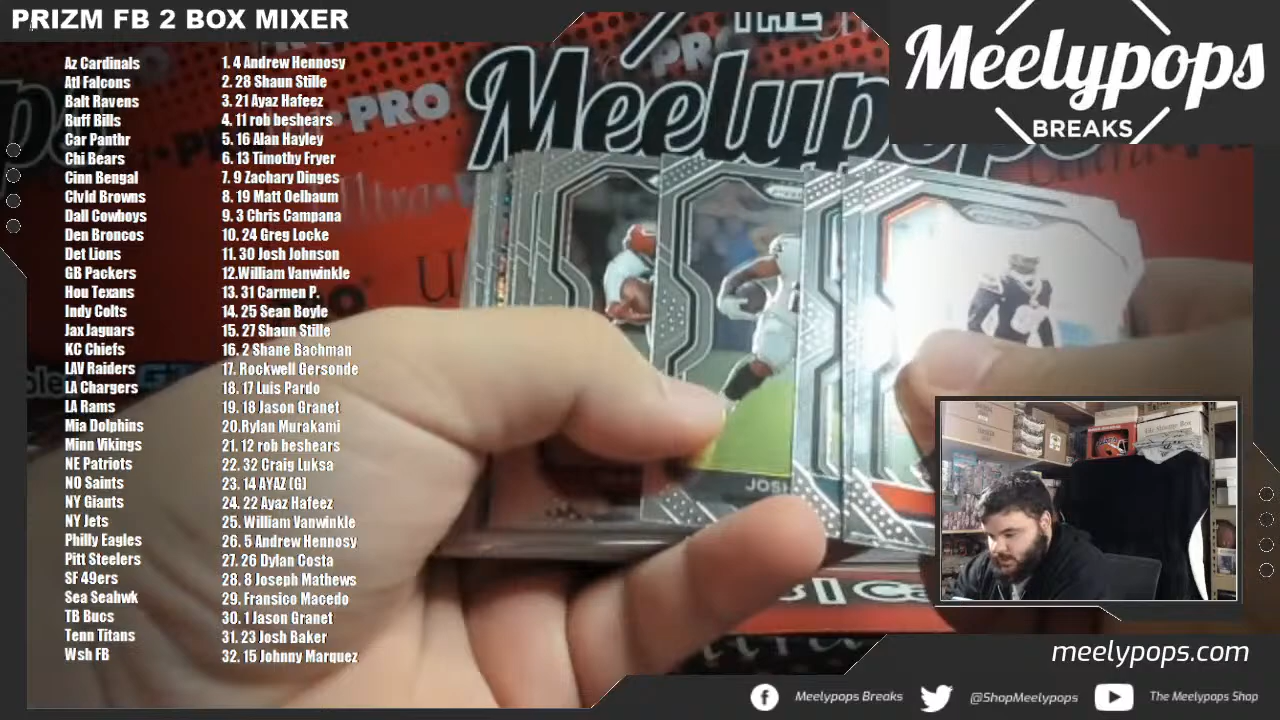 PRIZM FB 2 BOX MIXER
Az Cardinals 1. 4 Andrew Hennosy
Atl Falcons 2. 28 Shaun Stille
Balt Ravens 3. 21 Ayaz Hafeez
Buff Bills 4. 11 rob beshears
Car Panthr 5. 16 Alan Hayley
Chi Bears 6. 13 Timothy Fryer
Cinn Bengal 7. 9 Zachary Dinges
Clvld Browns 8. 19 Matt Oelbaum
Dall Cowboys 9. 3 Chris Campana
Den Broncos 10. 24 Greg Locke
Det Lions 11. 30 Josh Johnson
GB Packers 12.William Vanwinkle
Hou Texans 13. 31 Carmen P.
Indy Colts 14. 25 Sean Boyle
Jax Jaguars 15. 27 Shaun Stille
KC Chiefs 16. 2 Shane Bachman
LAV Raiders 17. Rockwell Gersonde
LA Chargers 18. 17 Luis Pardo
LA Rams 19. 18 Jason Granet
Mia Dolphins 20.Rylan Murakami
Minn Vikings 21. 12 rob beshears
NE Patriots 22. 32 Craig Luksa
NO Saints 23. 14 AYAZ (G)
NY Giants 24. 22 Ayaz Hafeez
NY Jets 25. William Vanwinkle
Philly Eagles 26. 5 Andrew Hennosy
Pitt Steelers 27. 26 Dylan Costa
SF 49ers 28. 8 Joseph Mathews
Sea Seahwk 29. Fransico Macedo
TB Bucs 30. 1 Jason Granet
Tenn Titans 31. 23 Josh Baker
Wsh FB 32. 15 Johnny Marquez
THE
Meelypops
PRO
JOSH
Meelypops
BREAKS
meelypops.com
Meelypops Breaks
@ShopMeelypops
The Meelypops Shop